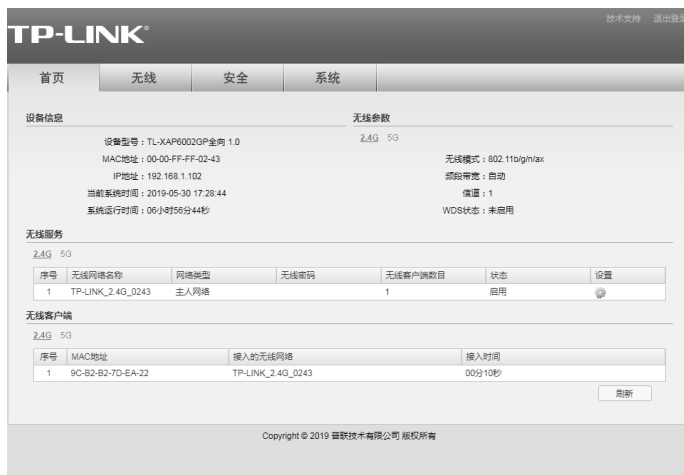 技术支持 退出登录
TP-LINK®
首页 无线 安全 系统
设备信息
设备型号：TL-XAP6002GP全向 1.0
MAC地址：00-00-FF-FF-02-43
IP地址：192.168.1.102
当前系统时间：2019-05-30 17:28:44
系统运行时间：06小时56分44秒
无线参数
2.4G 5G
无线模式：802.11b/g/n/ax
频段带宽：自动
信道：1
WDS状态：未启用
无线服务
2.4G 5G
序号 无线网络名称 网络类型 无线密码 无线客户端数目 状态 设置
1 TP-LINK_2.4G_0243 主人网络 1 启用
无线客户端
2.4G 5G
序号 MAC地址 接入的无线网络 接入时间
1 9C-B2-B2-7D-EA-22 TP-LINK_2.4G_0243 00分10秒
刷新
Copyright © 2019 普联技术有限公司 版权所有